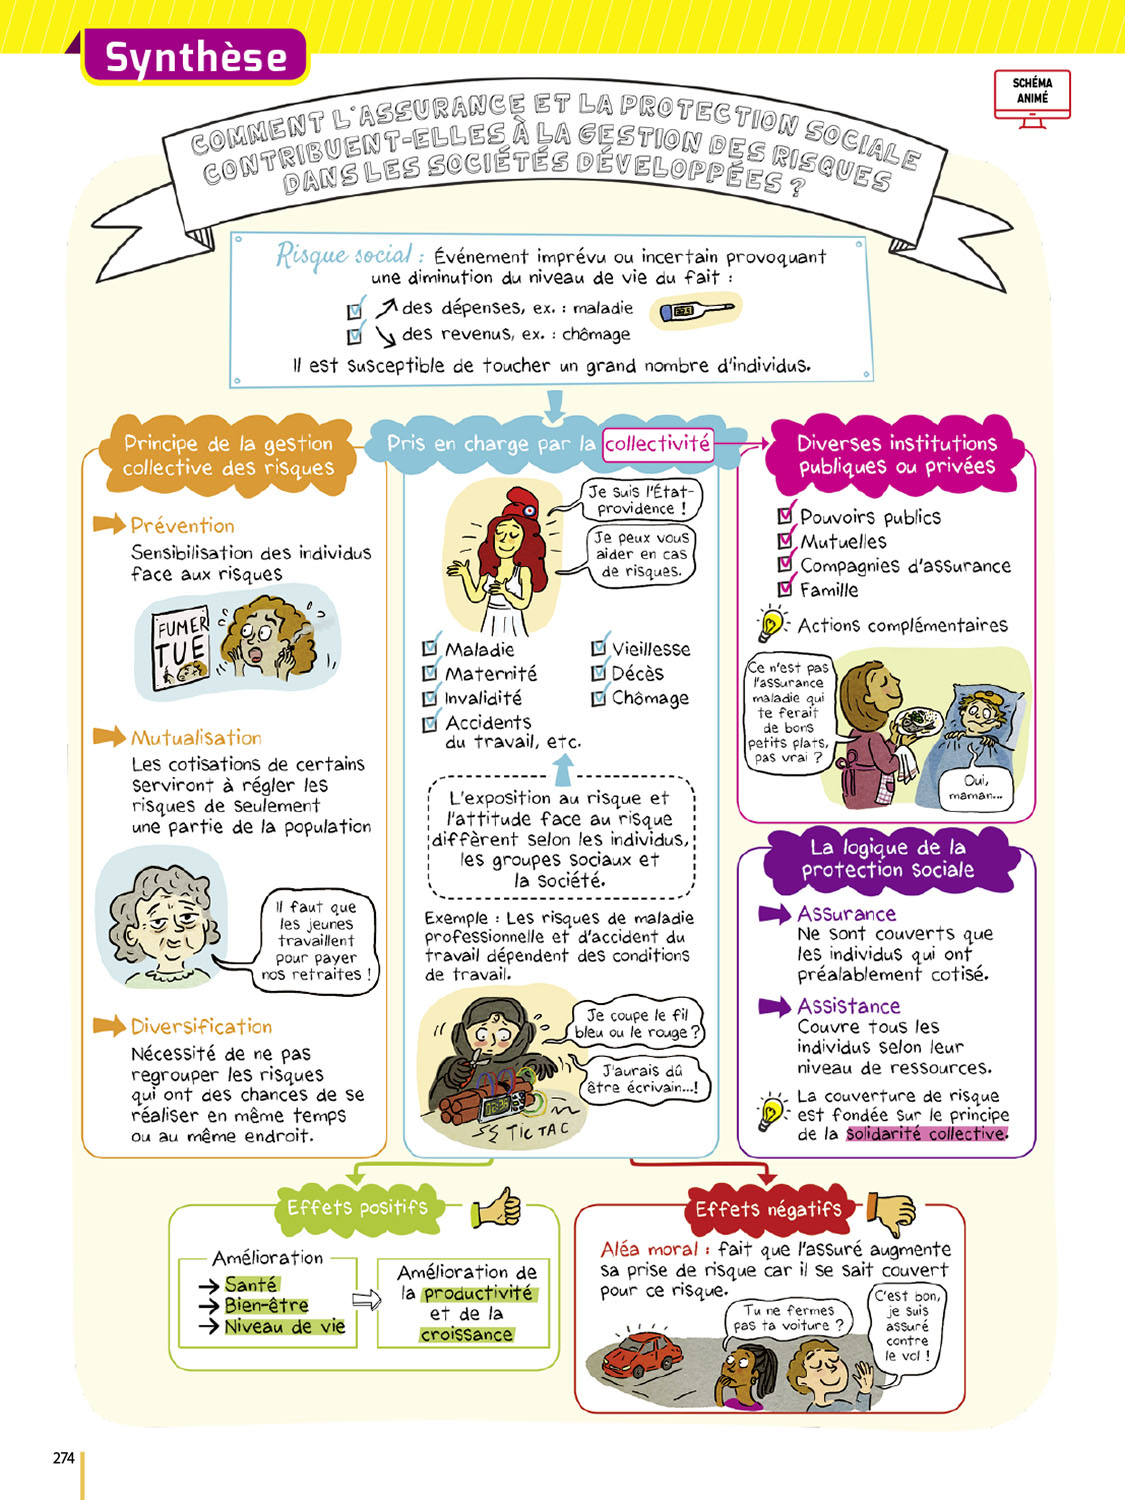 Synthèse
SCHÉMA
ANIMÉ
COMMENT L'ASSURANCE ET LA PROTECTION SOCIALE
CONTRIBUENT-ELLES À LA GESTION DES RISQUES
DANS LES SOCIÉTÉS DÉVELOPPÉES ?
Risque social : Événement imprévu ou incertain provoquant
une diminution du niveau de vie du fait :
des dépenses, ex. : maladie
des revenus, ex. : chômage
Il est susceptible de toucher un grand nombre d'individus.
Principe de la gestion
collective des risques
Prévention
Sensibilisation des individus
face aux risques
FUMER
TUE
Mutualisation
Les cotisations de certains
serviront à régler les
risques de seulement
une partie de la population
Il faut que
les jeunes
travaillent
pour payer
nos retraites !
Diversification
Nécessité de ne pas
regrouper les risques
qui ont des chances de se
réaliser en même temps
ou au même endroit.
Pris en charge par la collectivité
Je suis l'État-
providence !
Je peux vous
aider en cas
de risques.
Maladie
Maternité
Invalidité
Accidents
du travail, etc.
Vieillesse
Décès
Chômage
L'exposition au risque et
l'attitude face au risque
diffèrent selon les individus,
les groupes sociaux et
la société.
Exemple : Les risques de maladie
professionnelle et d'accident du
travail dépendent des conditions
de travail.
Je coupe le fil
bleu ou le rouge ?
J'aurais dû
être écrivain...!
TIC TAC
Diverses institutions
publiques ou privées
Pouvoirs publics
Mutuelles
Compagnies d'assurance
Famille
Actions complémentaires
Ce n'est pas
l'assurance
maladie qui
te ferait
de bons
petits plats,
pas vrai ?
Oui,
maman...
La logique de la
protection sociale
Assurance
Ne sont couverts que
les individus qui ont
préalablement cotisé.
Assistance
Couvre tous les
individus selon leur
niveau de ressources.
La couverture de risque
est fondée sur le principe
de la solidarité collective.
Effets positifs
Amélioration
Santé
Bien-être
Niveau de vie
Amélioration de
la productivité
et de la
croissance
Effets négatifs
Aléa moral : fait que l'assuré augmente
sa prise de risque car il se sait couvert
pour ce risque.
Tu ne fermes
pas ta voiture ?
C'est bon,
je suis
assuré
contre
le vol !
274